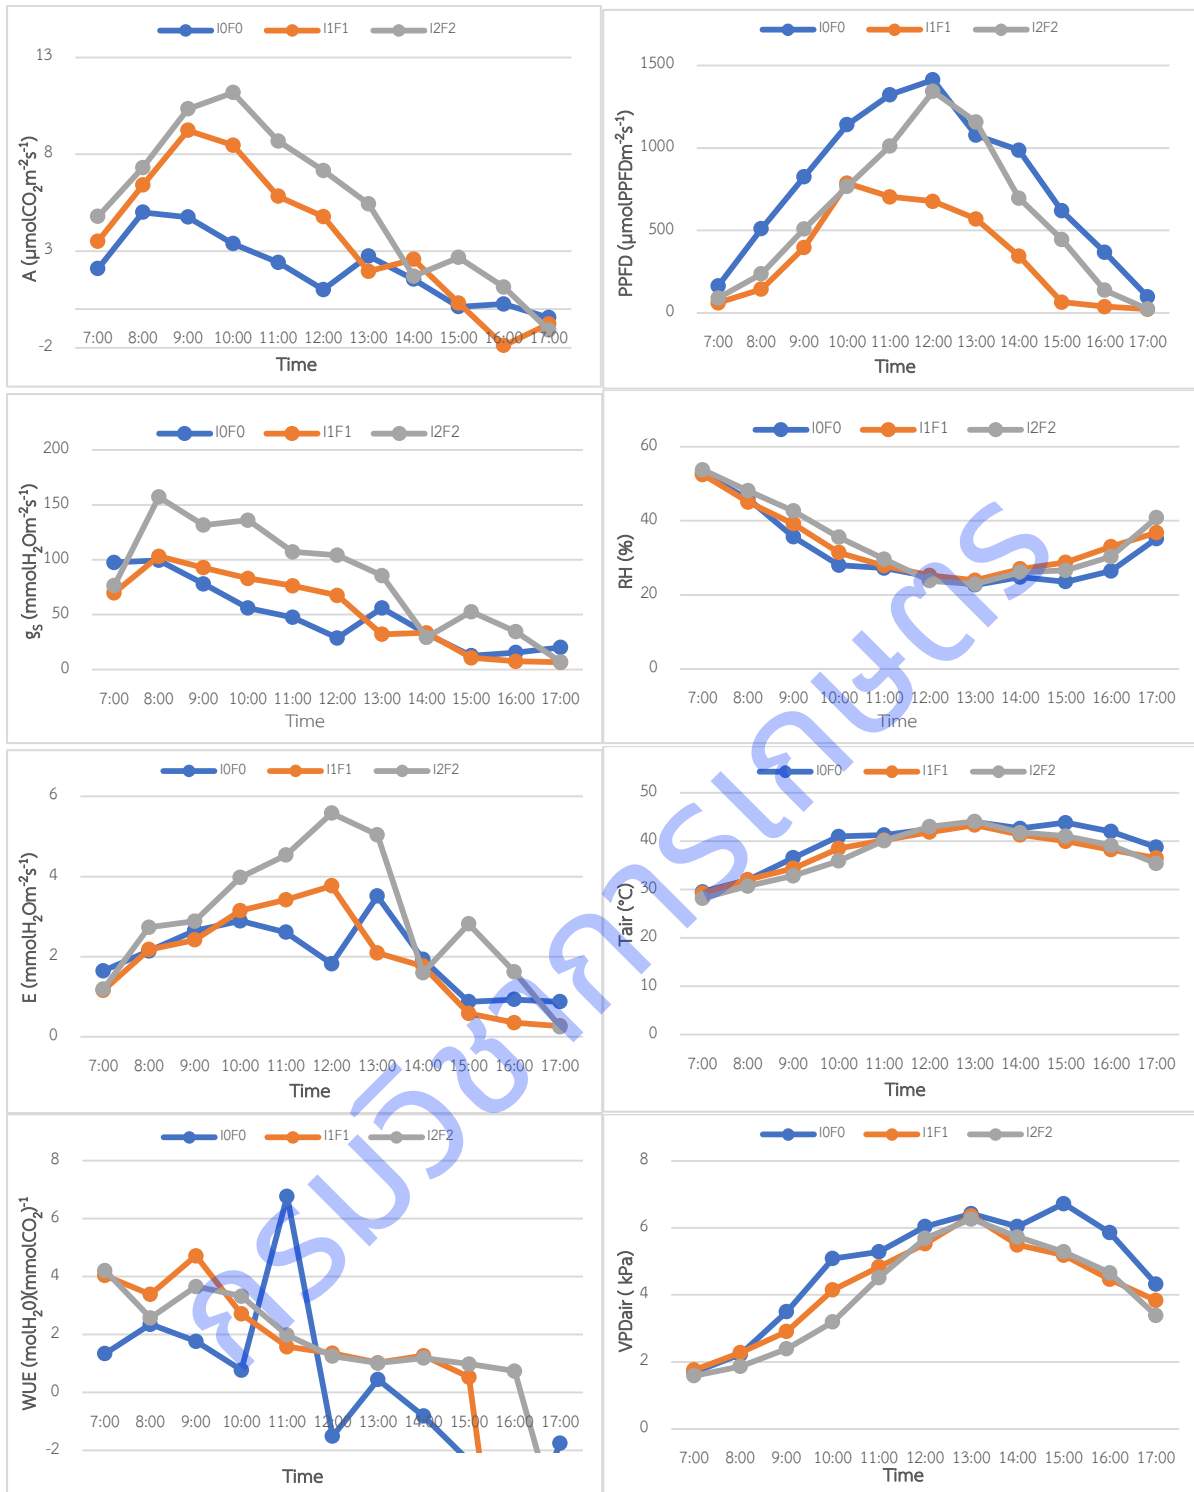 I0F0 I1F1 I2F2
13
8
3
-2
A (µmolCO2m-2s-1)
7:00 8:00 9:00 10:00 11:00 12:00 13:00 14:00 15:00 16:00 17:00
Time
I0F0 I1F1 I2F2
1500
1000
500
0
PPFD (µmolPPFDm-2s-1)
7:00 8:00 9:00 10:00 11:00 12:00 13:00 14:00 15:00 16:00 17:00
Time
I0F0 I1F1 I2F2
200
150
100
50
0
gS (mmolH2Om-2s-1)
7:00 8:00 9:00 10:00 11:00 12:00 13:00 14:00 15:00 16:00 17:00
Time
I0F0 I1F1 I2F2
60
40
20
0
RH (%)
7:00 8:00 9:00 10:00 11:00 12:00 13:00 14:00 15:00 16:00 17:00
Time
I0F0 I1F1 I2F2
6
4
2
0
E (mmolH2Om-2s-1)
7:00 8:00 9:00 10:00 11:00 12:00 13:00 14:00 15:00 16:00 17:00
Time
I0F0 I1F1 I2F2
50
40
30
20
10
0
Tair (°C)
7:00 8:00 9:00 10:00 11:00 12:00 13:00 14:00 15:00 16:00 17:00
Time
I0F0 I1F1 I2F2
8
6
4
2
0
-2
WUE (molH20)(mmolCO2)-1
7:00 8:00 9:00 10:00 11:00 12:00 13:00 14:00 15:00 16:00 17:00
Time
I0F0 I1F1 I2F2
8
6
4
2
0
VPDair ( kPa)
7:00 8:00 9:00 10:00 11:00 12:00 13:00 14:00 15:00 16:00 17:00
Time
กรมวิชาการเกษตร